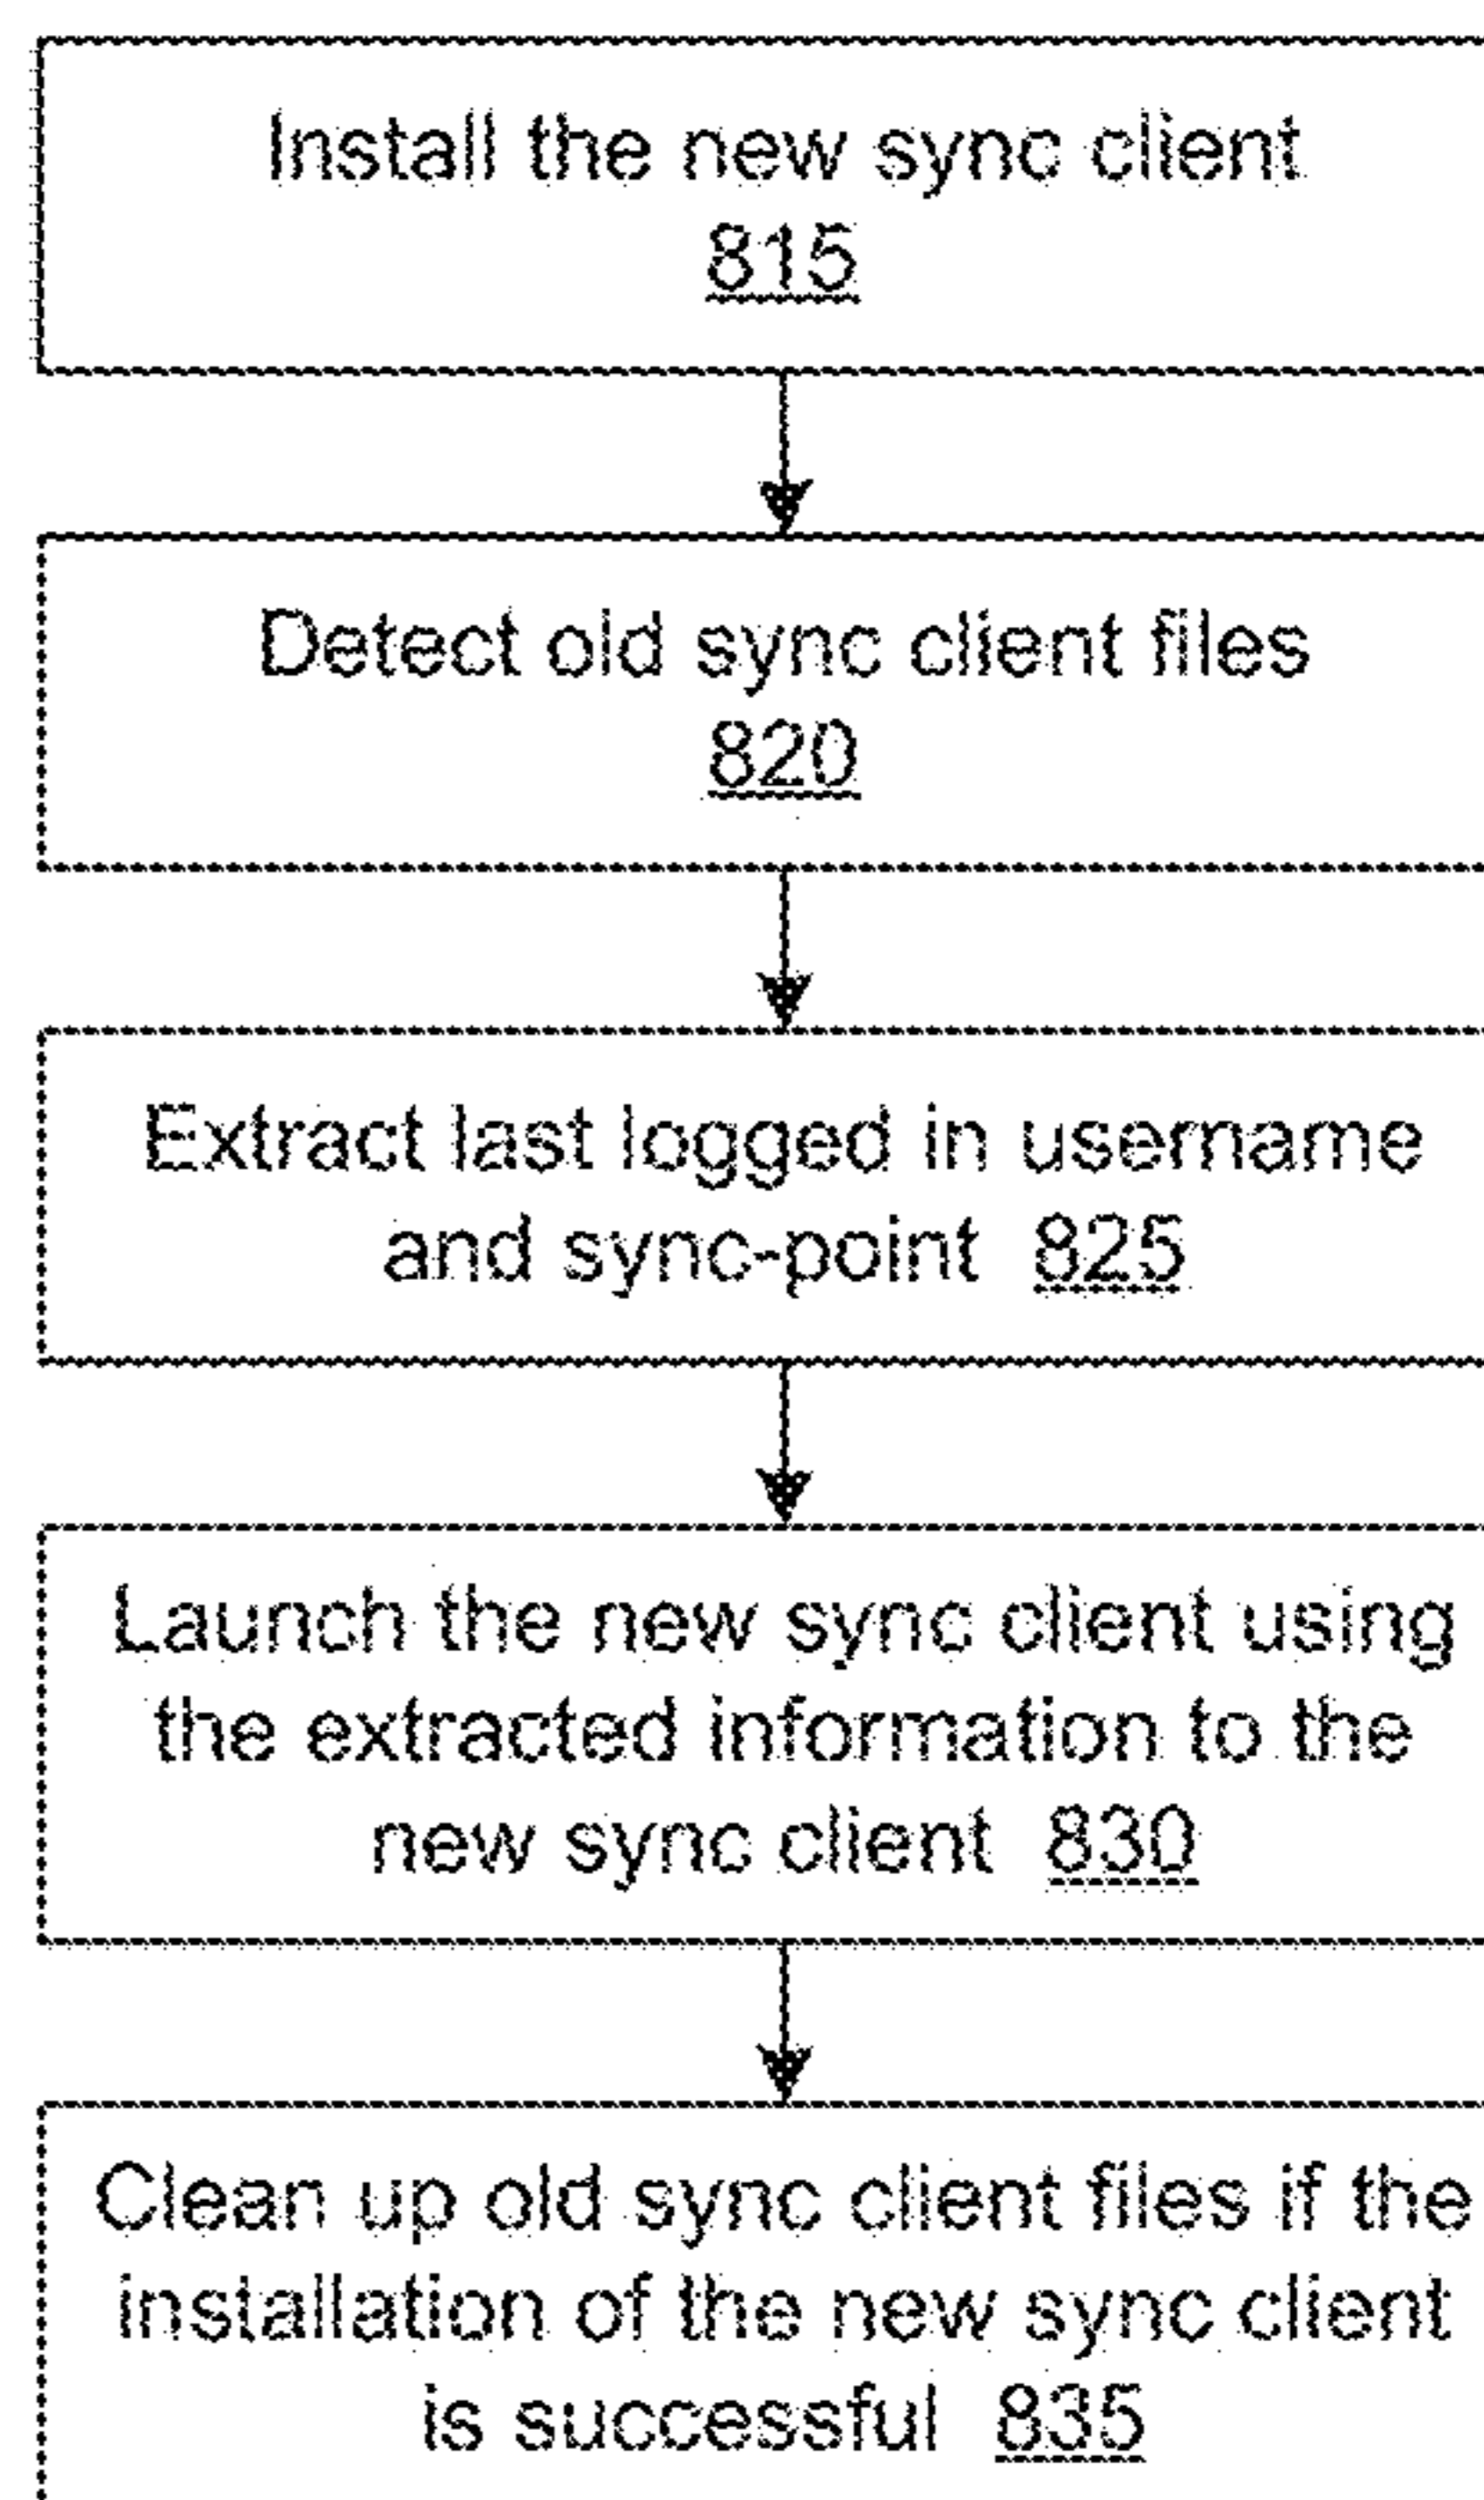 Install the new sync client
815
Detect old sync client files
820
Extract last logged in username
and sync-point 825
Launch the new sync client using
the extracted information to the
new sync client 830
Clean up old sync client files if the
installation of the new sync client
is successful 835